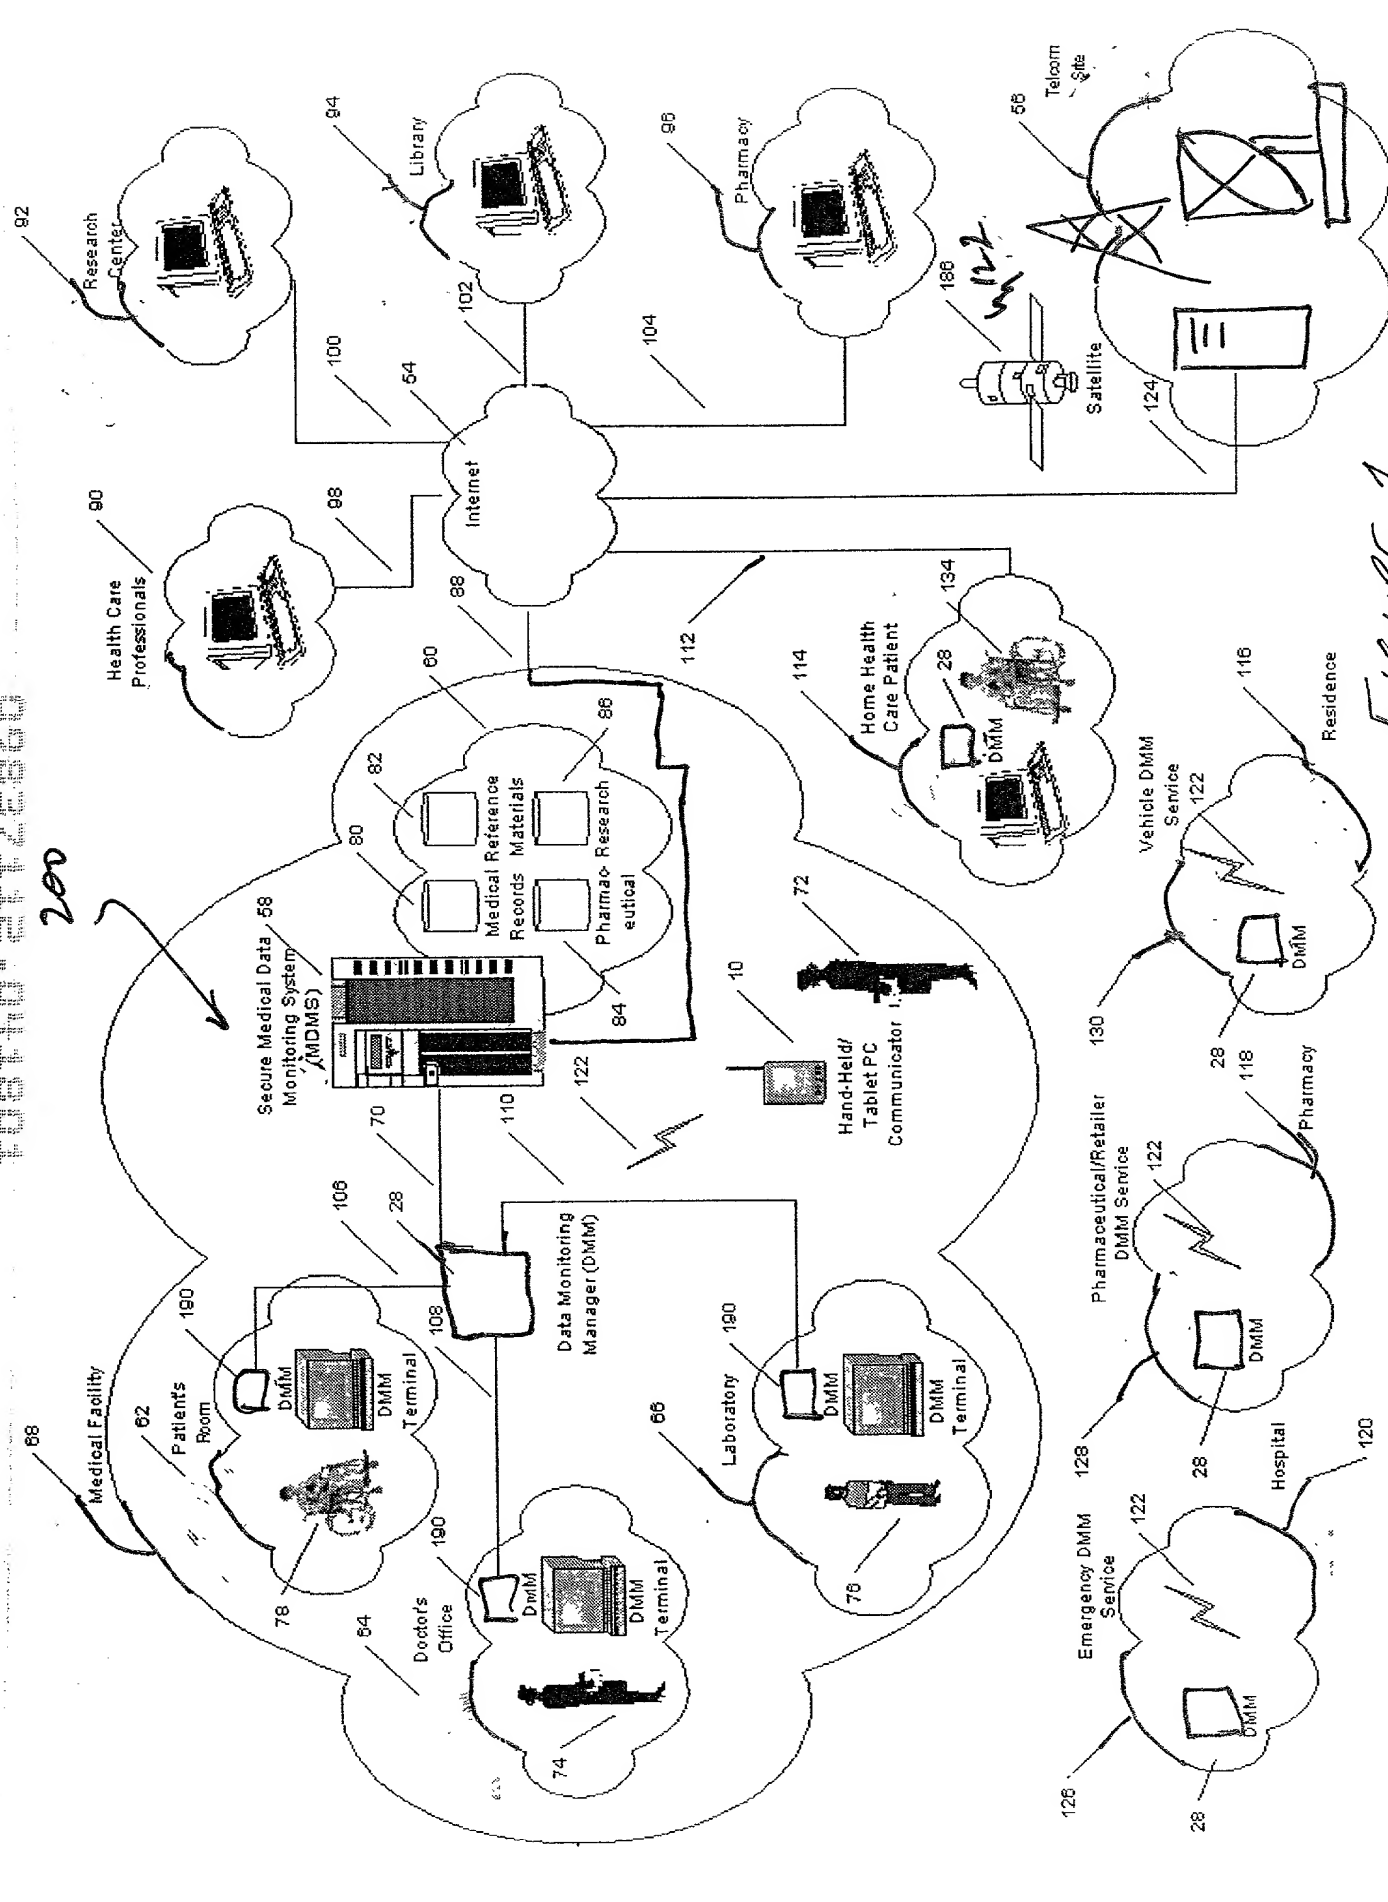 200
68
Medical Facility
62
Patient's
Room
190
DMM
DMM
Terminal
78
64
Doctor's
Office
190
DMM
DMM
Terminal
74
106
28
108
Data Monitoring
Manager (DMM)
70
110
122
Secure Medical Data
Monitoring System
(MDMS)
58
80
82
60
Medical Reference
Records Materials
Pharmac- Research
eutical
84
86
88
66
Laboratory
190
DMM
DMM
Terminal
76
Hand-Held/
Tablet PC
Communicator
10
72
Health Care
Professionals
90
98
Research
Center
92
100
Library
94
102
Internet
54
Pharmacy
96
104
186
122
Satellite
Telcom
Site
56
124
112
114
Home Health
Care Patient
28
DMM
134
Emergency DMM
Service
122
126
28
DMM
Hospital
120
Pharmaceutical/Retailer
DMM Service
122
128
28
DMM
Pharmacy
118
Vehicle DMM
Service
122
130
28
DMM
Residence
116